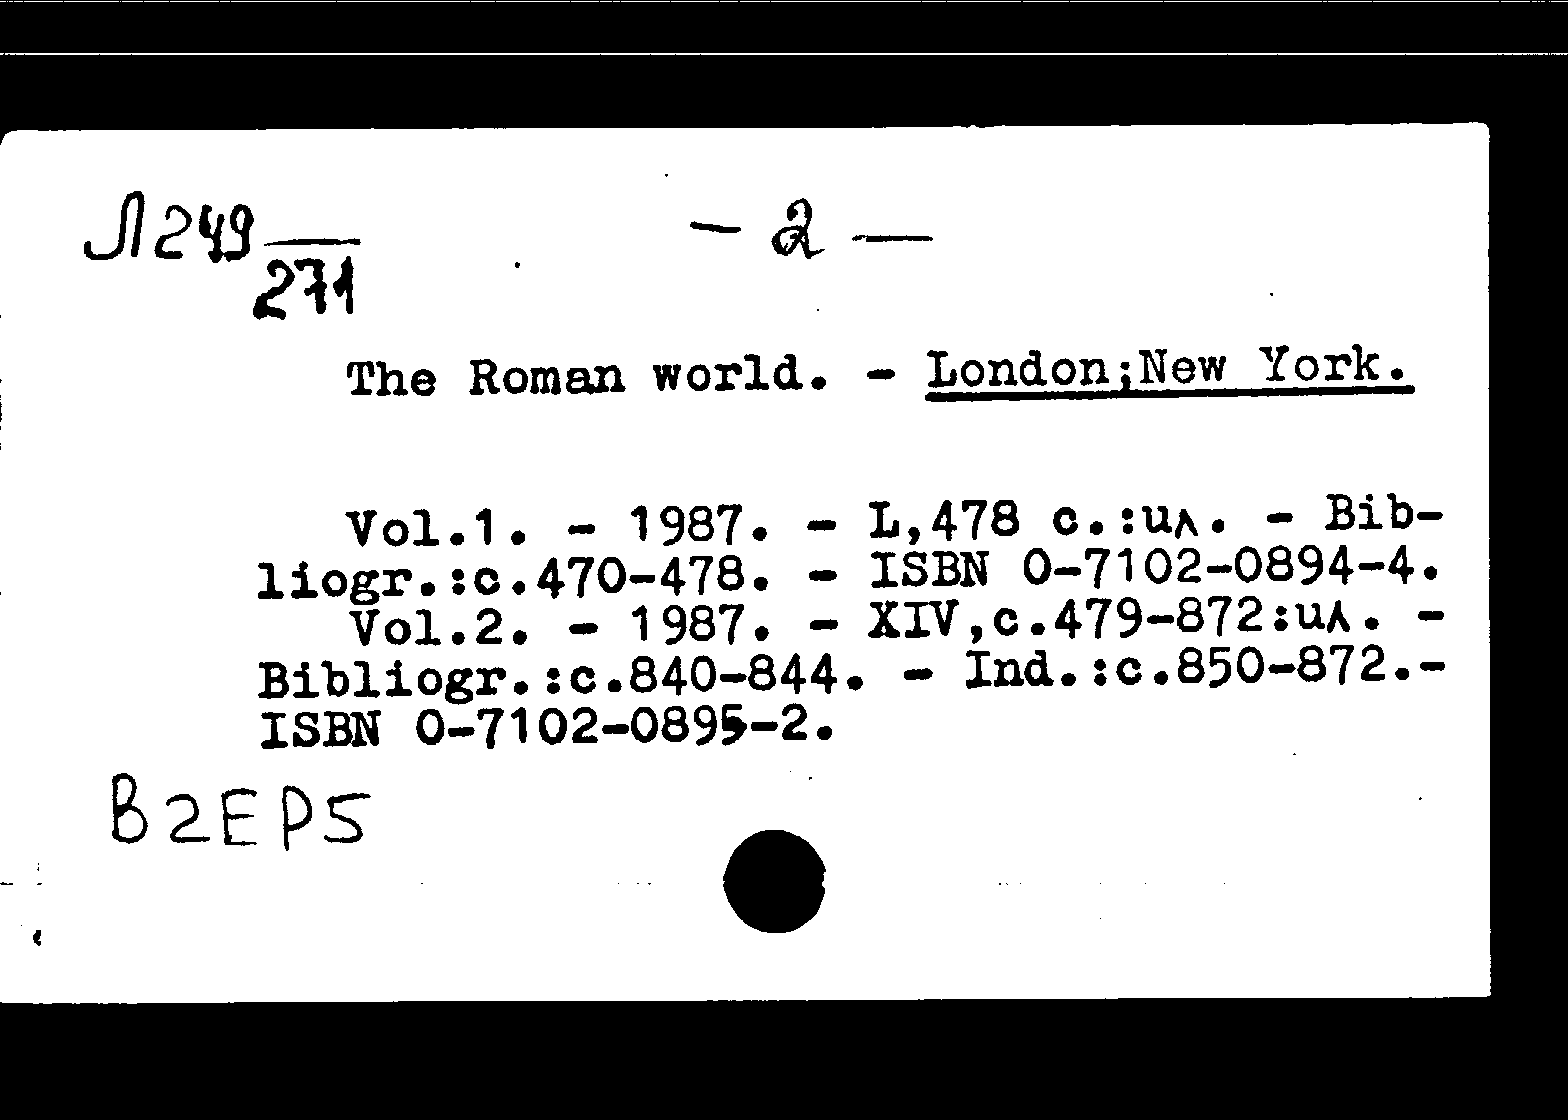 Л249
271
— 2 —
The Roman world. - London;New York.
Vol.1. - 1987. - L,478 c.:ил. - Bib-
liogr.:c.470-478. - ISBN 0-7102-0894-4.
Vol.2. - 1987. - XIV,c.479-872:ил. -
Bibliogr.:c.840-844. - Ind.:c.850-872.-
ISBN 0-7102-0895-2.
B2EP5